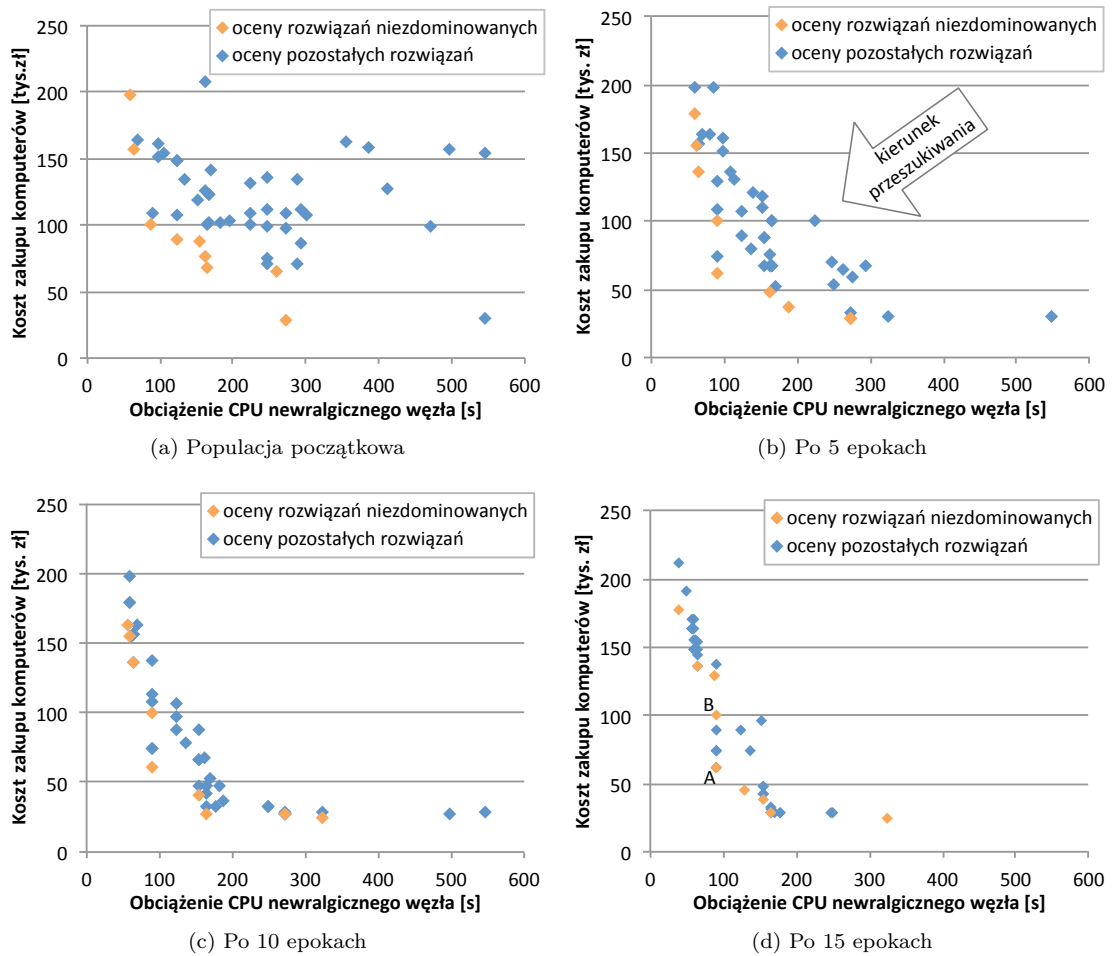 oceny rozwiązań niezdominowanych
oceny pozostałych rozwiązań
Koszt zakupu komputerów [tys.zł]
250
200
150
100
50
0
0 100 200 300 400 500 600
Obciążenie CPU newralgicznego węzła [s]
(a) Populacja początkowa
oceny rozwiązań niezdominowanych
oceny pozostałych rozwiązań
kierunek
przeszukiwania
Koszt zakupu komputerów [tys. zł]
250
200
150
100
50
0
0 100 200 300 400 500 600
Obciążenie CPU newralgicznego węzła [s]
(b) Po 5 epokach
oceny rozwiązań niezdominowanych
oceny pozostałych rozwiązań
Koszt zakupu komputerów [tys. zł]
250
200
150
100
50
0
0 100 200 300 400 500 600
Obciążenie CPU newralgicznego węzła [s]
(c) Po 10 epokach
oceny rozwiązań niezdominowanych
oceny pozostałych rozwiązań
Koszt zakupu komputerów [tys. zł]
250
200
150
100
50
0
B
A
0 100 200 300 400 500 600
Obciążenie CPU newralgicznego węzła [s]
(d) Po 15 epokach